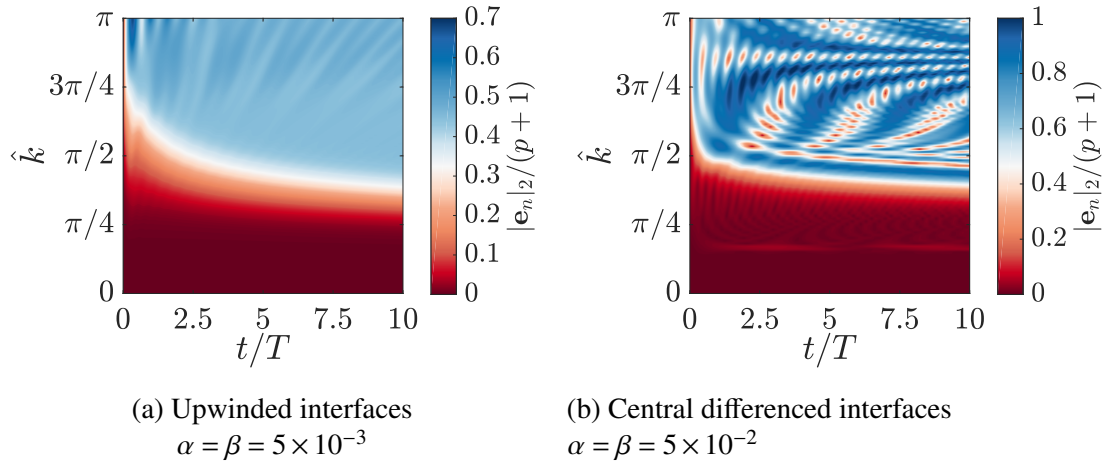 π
3π/4
k̂
π/2
π/4
0
0 2.5 5 7.5 10
t/T
0.7
0.6
0.5
0.4
0.3
0.2
0.1
0
|e_n|_2/(p + 1)
π
3π/4
k̂
π/2
π/4
0
0 2.5 5 7.5 10
t/T
1
0.8
0.6
0.4
0.2
0
|e_n|_2/(p + 1)
(a) Upwinded interfaces
α = β = 5 × 10⁻³
(b) Central differenced interfaces
α = β = 5 × 10⁻²